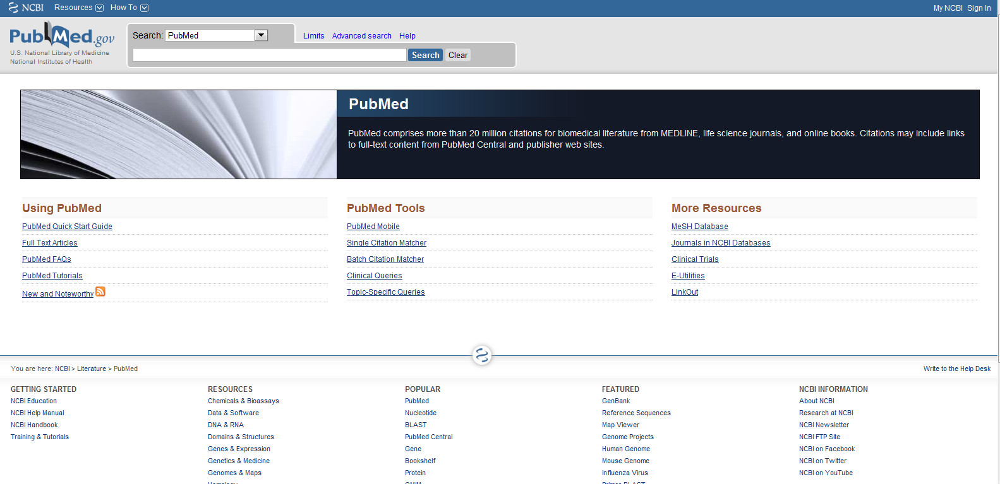 NCBI Resources How To My NCBI Sign In
PubMed.gov
U.S. National Library of Medicine
National Institutes of Health
Search: PubMed
Limits Advanced search Help
Search Clear
PubMed
PubMed comprises more than 20 million citations for biomedical literature from MEDLINE, life science journals, and online books. Citations may include links
to full-text content from PubMed Central and publisher web sites.
Using PubMed
PubMed Quick Start Guide
Full Text Articles
PubMed FAQs
PubMed Tutorials
New and Noteworthy
PubMed Tools
PubMed Mobile
Single Citation Matcher
Batch Citation Matcher
Clinical Queries
Topic-Specific Queries
More Resources
MeSH Database
Journals in NCBI Databases
Clinical Trials
E-Utilities
LinkOut
You are here: NCBI > Literature > PubMed
Write to the Help Desk
GETTING STARTED
NCBI Education
NCBI Help Manual
NCBI Handbook
Training & Tutorials
RESOURCES
Chemicals & Bioassays
Data & Software
DNA & RNA
Domains & Structures
Genes & Expression
Genetics & Medicine
Genomes & Maps
Homology
POPULAR
PubMed
Nucleotide
BLAST
PubMed Central
Gene
Bookshelf
Protein
OMIM
FEATURED
GenBank
Reference Sequences
Map Viewer
Genome Projects
Human Genome
Mouse Genome
Influenza Virus
Primer-BLAST
NCBI INFORMATION
About NCBI
Research at NCBI
NCBI Newsletter
NCBI FTP Site
NCBI on Facebook
NCBI on Twitter
NCBI on YouTube